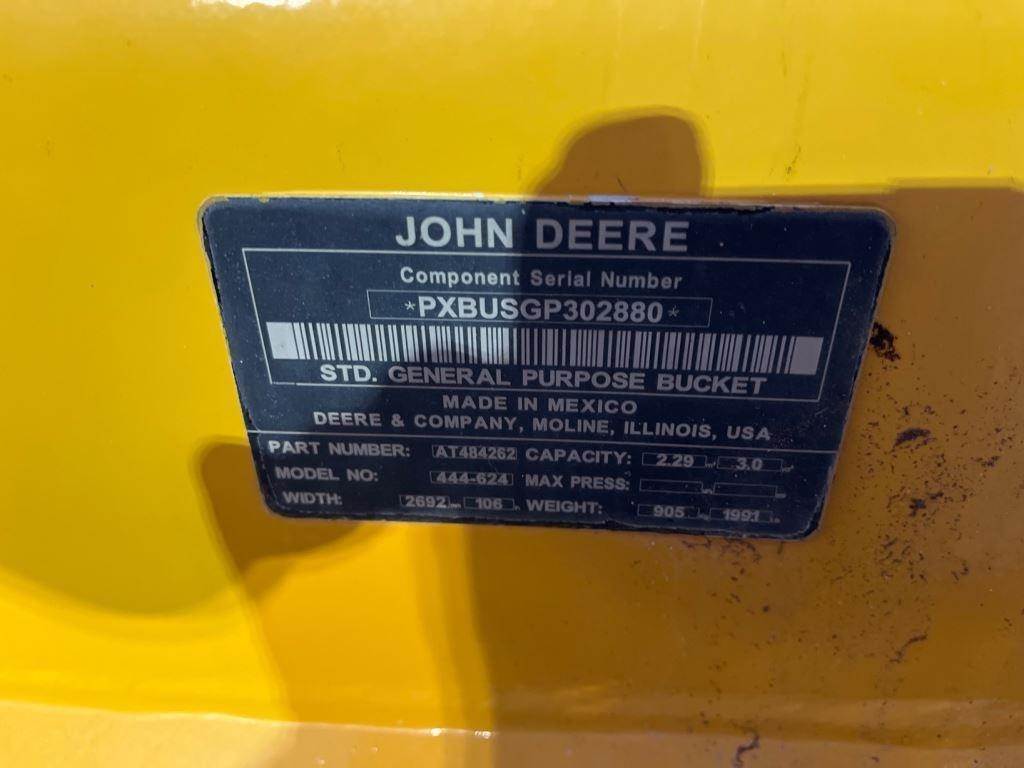 JOHN DEERE
Component Serial Number
*PXBUSGP302880*
STD. GENERAL PURPOSE BUCKET
MADE IN MEXICO
DEERE & COMPANY, MOLINE, ILLINOIS, USA
PART NUMBER: AT484262 CAPACITY: 2.29 3.0
MODEL NO: 444-624 MAX PRESS:
WIDTH: 2692 mm 106 WEIGHT: 905 1991